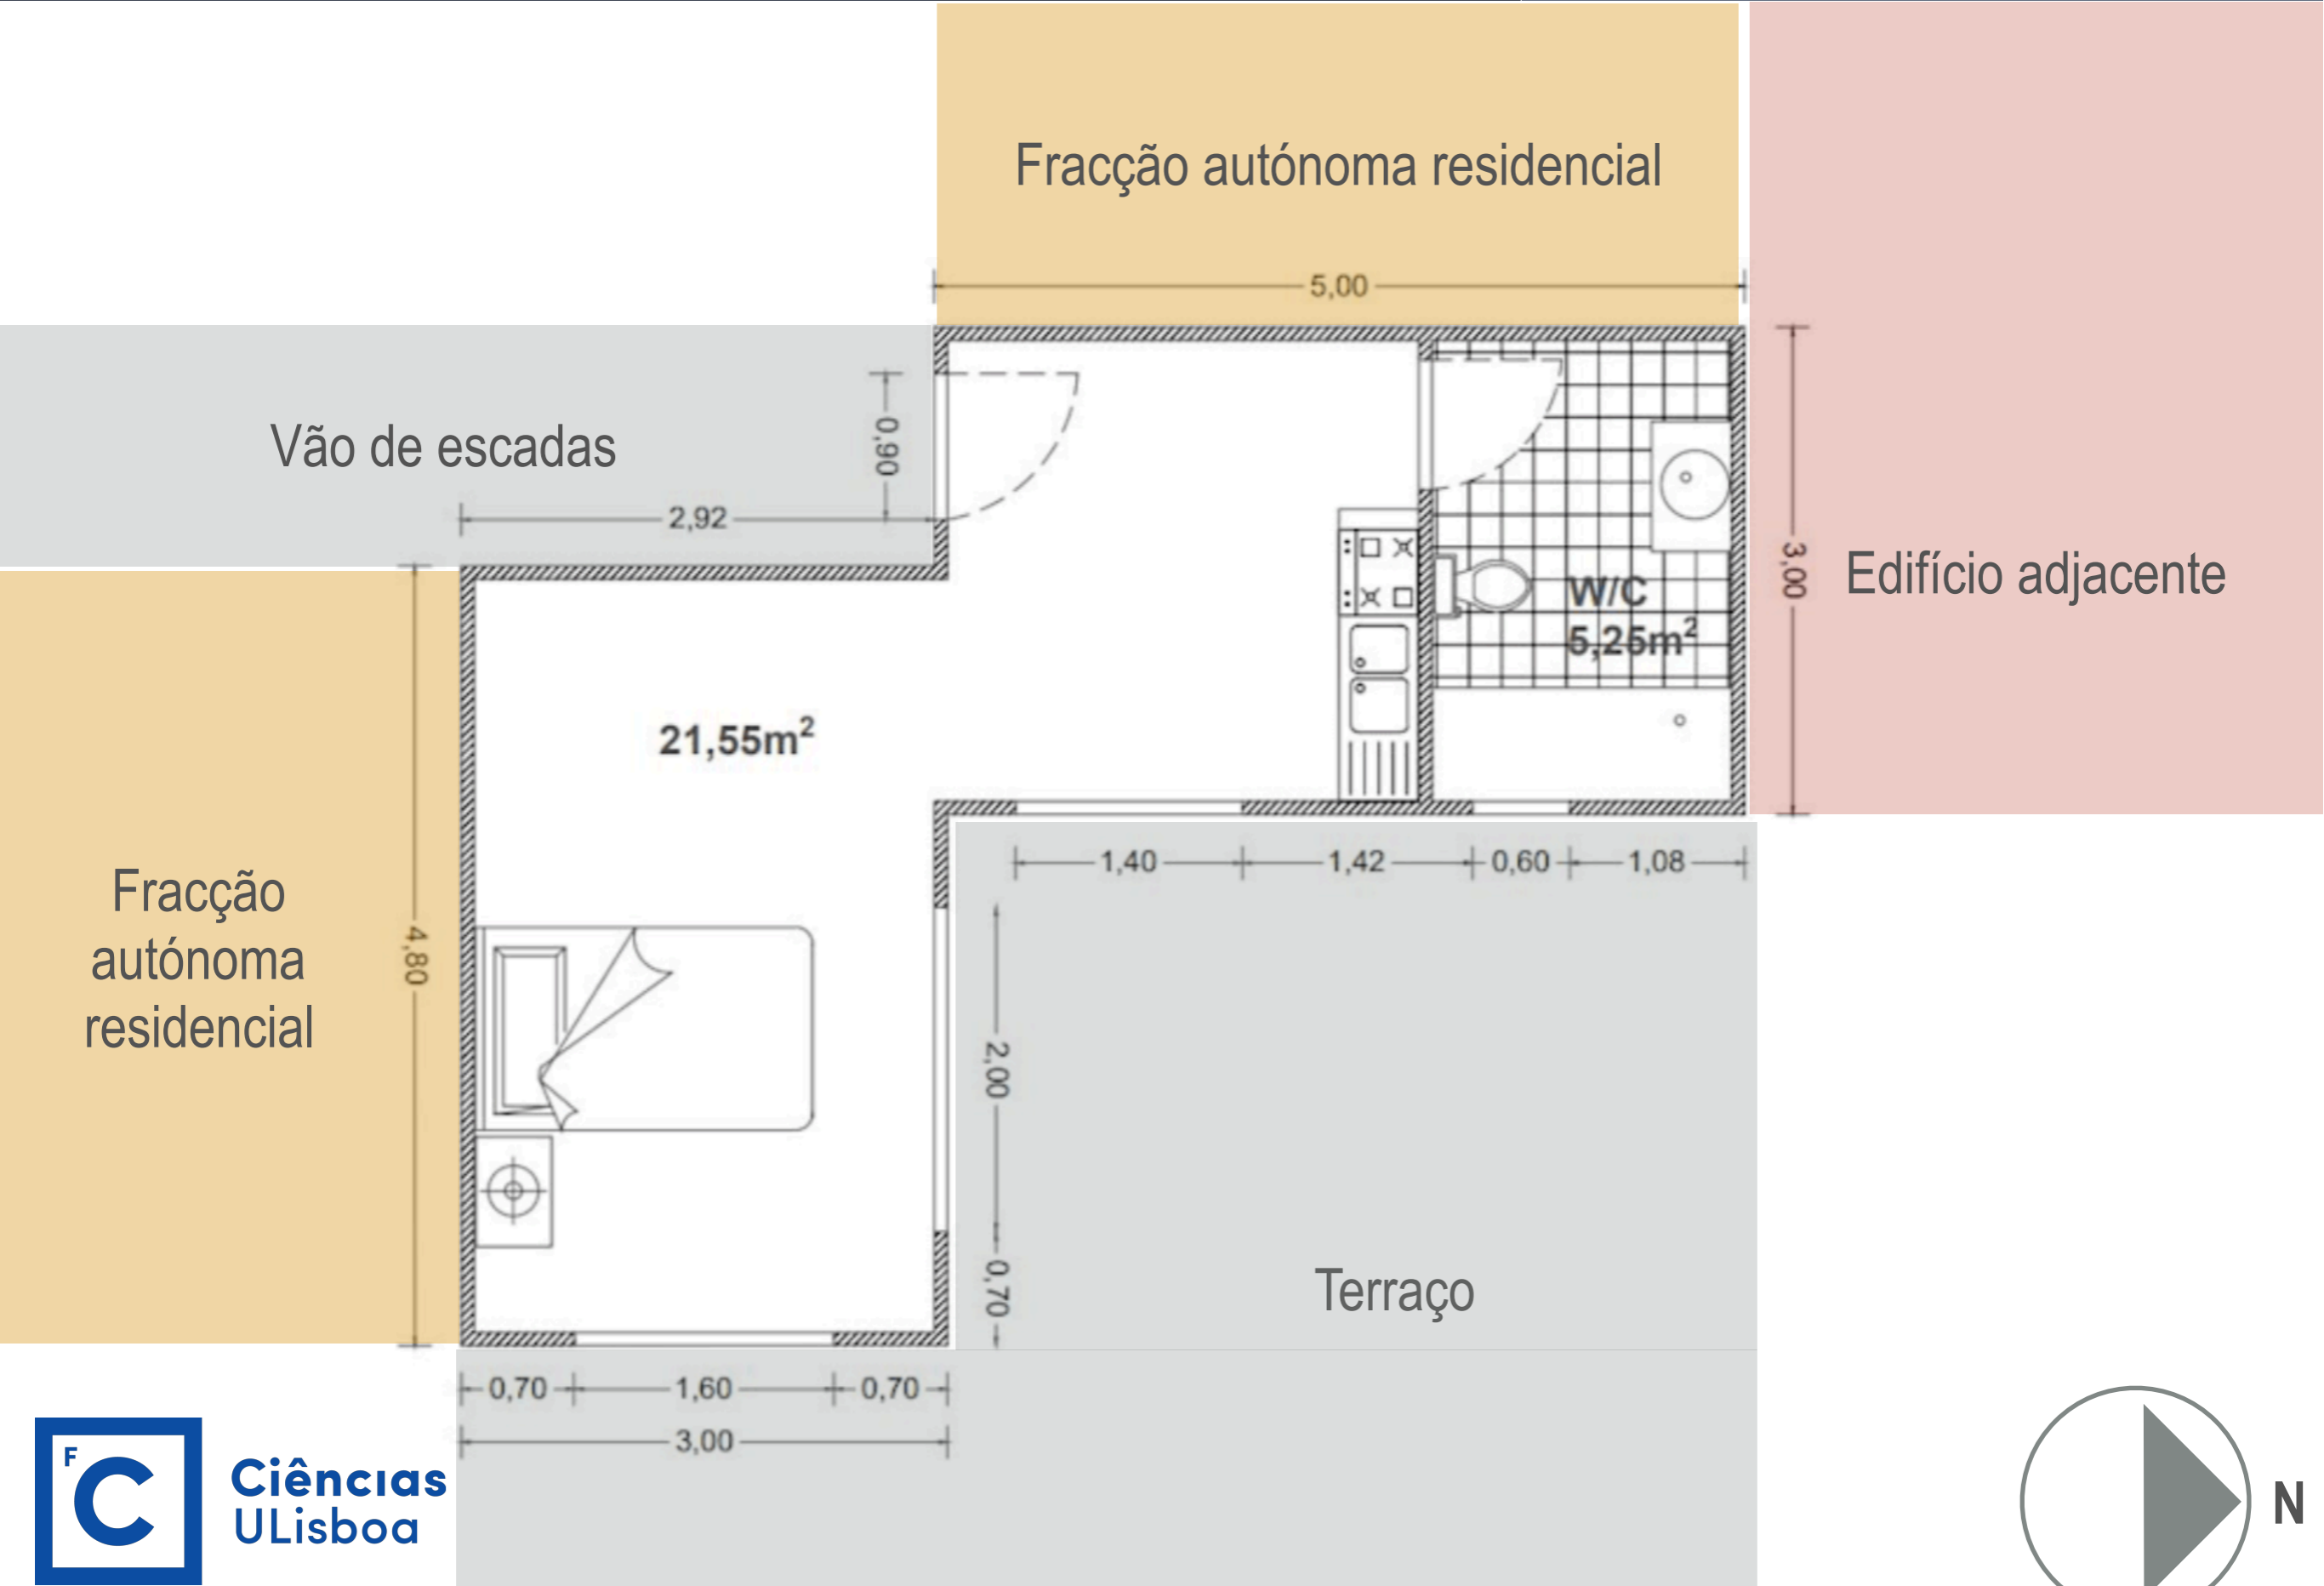 Fracção autónoma residencial
5,00
Vão de escadas
0,90
2,92
3,00
Edifício adjacente
W/C
5,25m²
21,55m²
Fracção
autónoma
residencial
4,80
1,40
1,42
0,60
1,08
2,00
0,70
Terraço
0,70
1,60
0,70
3,00
F
C
Ciências
ULisboa
N